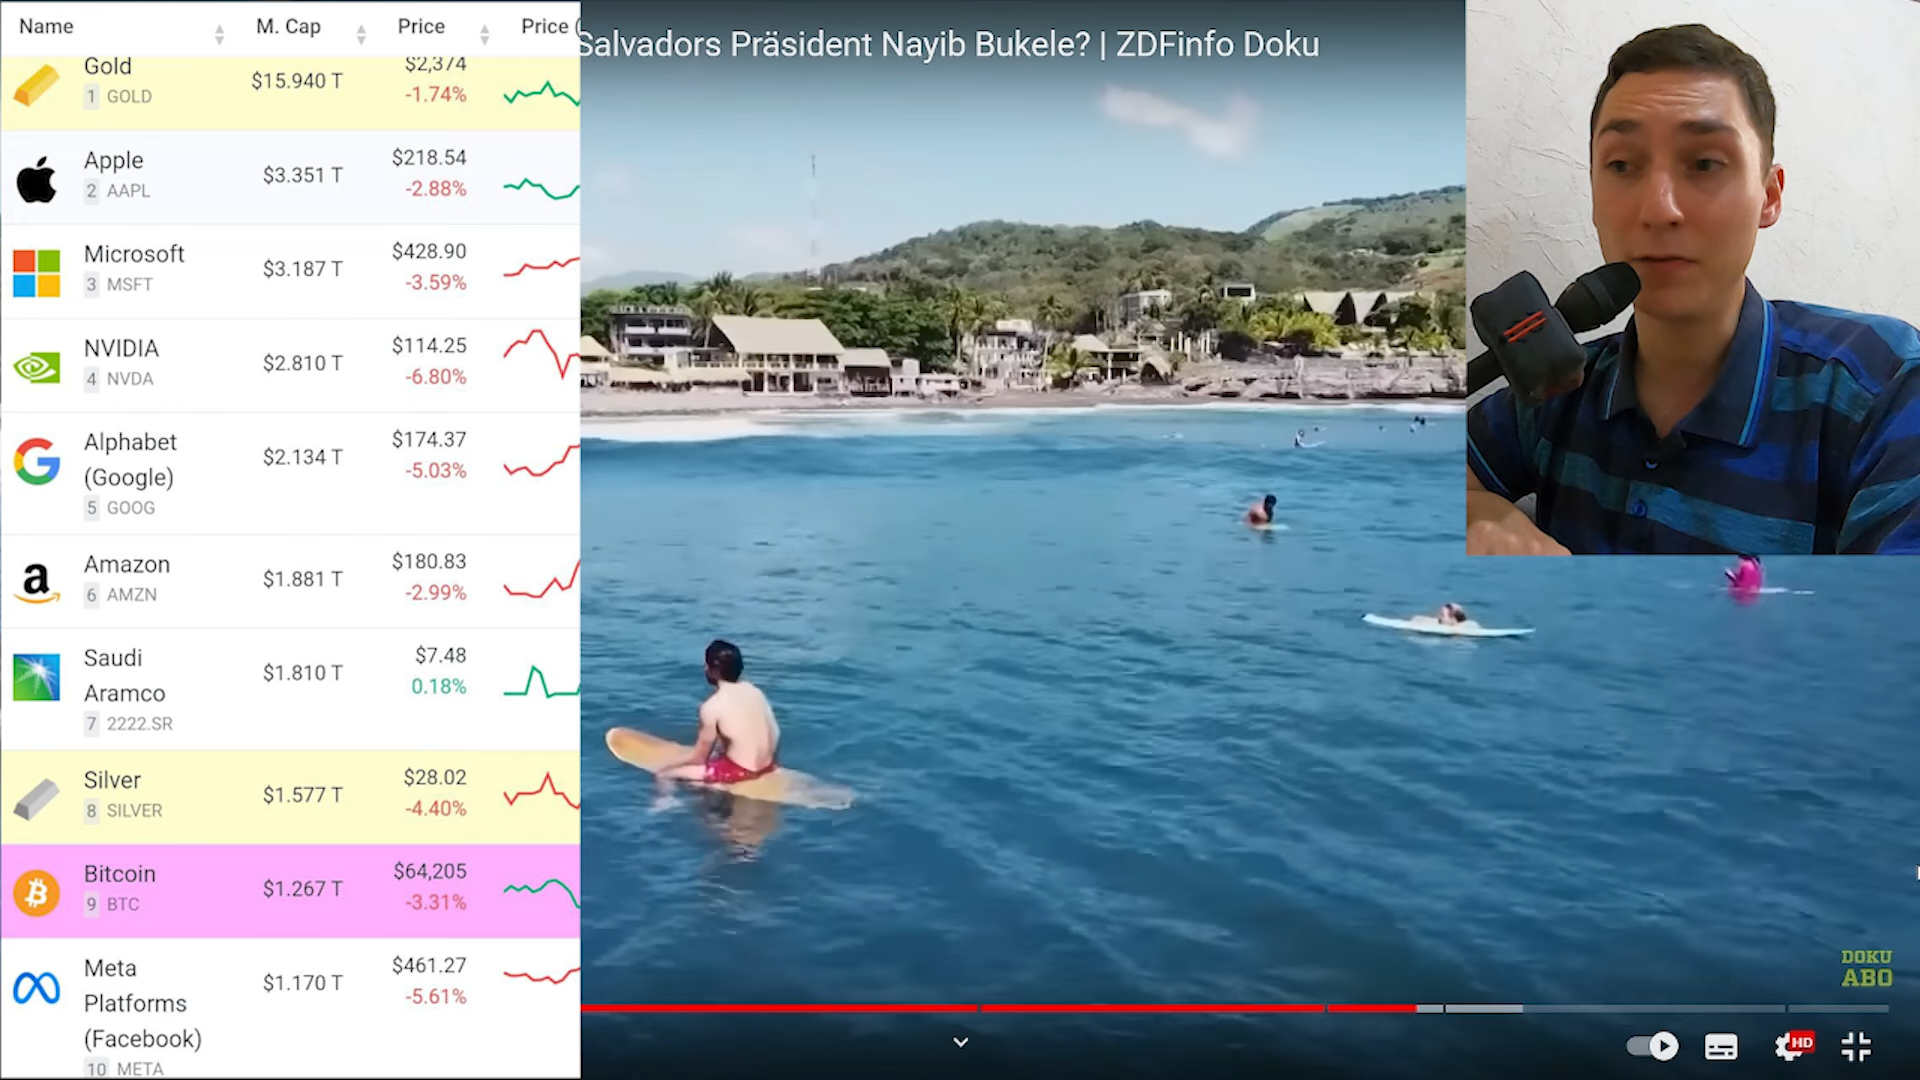 Name M. Cap Price Price (
Gold $15.940 T $2,374
1 GOLD -1.74%
Apple $3.351 T $218.54
2 AAPL -2.88%
Microsoft $3.187 T $428.90
3 MSFT -3.59%
NVIDIA $2.810 T $114.25
4 NVDA -6.80%
Alphabet $2.134 T $174.37
(Google) -5.03%
5 GOOG
Amazon $1.881 T $180.83
6 AMZN -2.99%
Saudi $1.810 T $7.48
Aramco 0.18%
7 2222.SR
Silver $1.577 T $28.02
8 SILVER -4.40%
Bitcoin $1.267 T $64,205
9 BTC -3.31%
Meta $1.170 T $461.27
Platforms -5.61%
(Facebook)
10 META
Salvadors Präsident Nayib Bukele? | ZDFinfo Doku
DOKU
ABO
HD